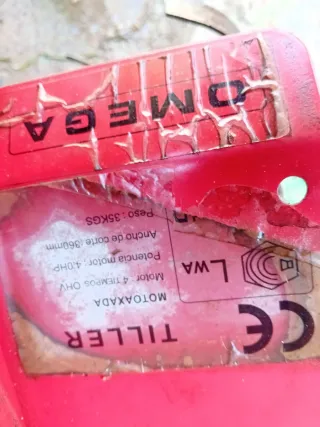 OMEGA
TILLER
CE
MOTOAXADA
Motor: 4 TIEMPOS OHV
Potencia motor: 4.0HP
Ancho de corte: 360mm
Peso: 35KGS
LWA